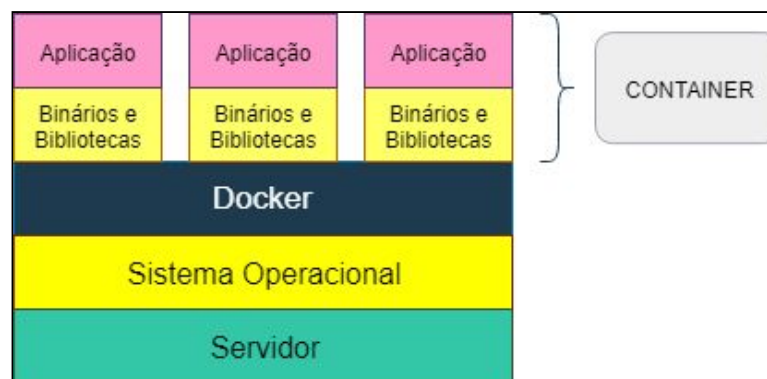 Aplicação
Aplicação
Aplicação
CONTAINER
Binários e
Bibliotecas
Binários e
Bibliotecas
Binários e
Bibliotecas
Docker
Sistema Operacional
Servidor